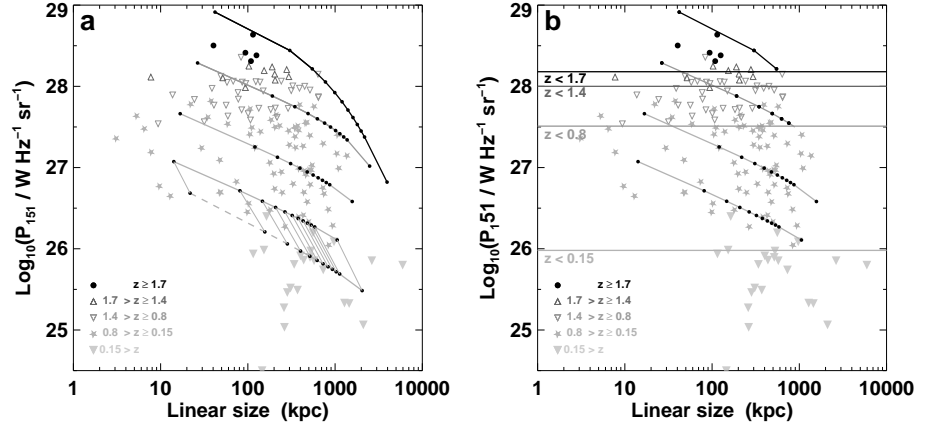 a
29
28
27
26
25
Log10(P151 / W Hz−1 sr−1)
z ≥ 1.7
1.7 > z ≥ 1.4
1.4 > z ≥ 0.8
0.8 > z ≥ 0.15
0.15 > z
1 10 100 1000 10000
Linear size (kpc)
b
29
28
27
26
25
Log10(P151 / W Hz−1 sr−1)
z < 1.7
z < 1.4
z < 0.8
z < 0.15
z ≥ 1.7
1.7 > z ≥ 1.4
1.4 > z ≥ 0.8
0.8 > z ≥ 0.15
0.15 > z
1 10 100 1000 10000
Linear size (kpc)